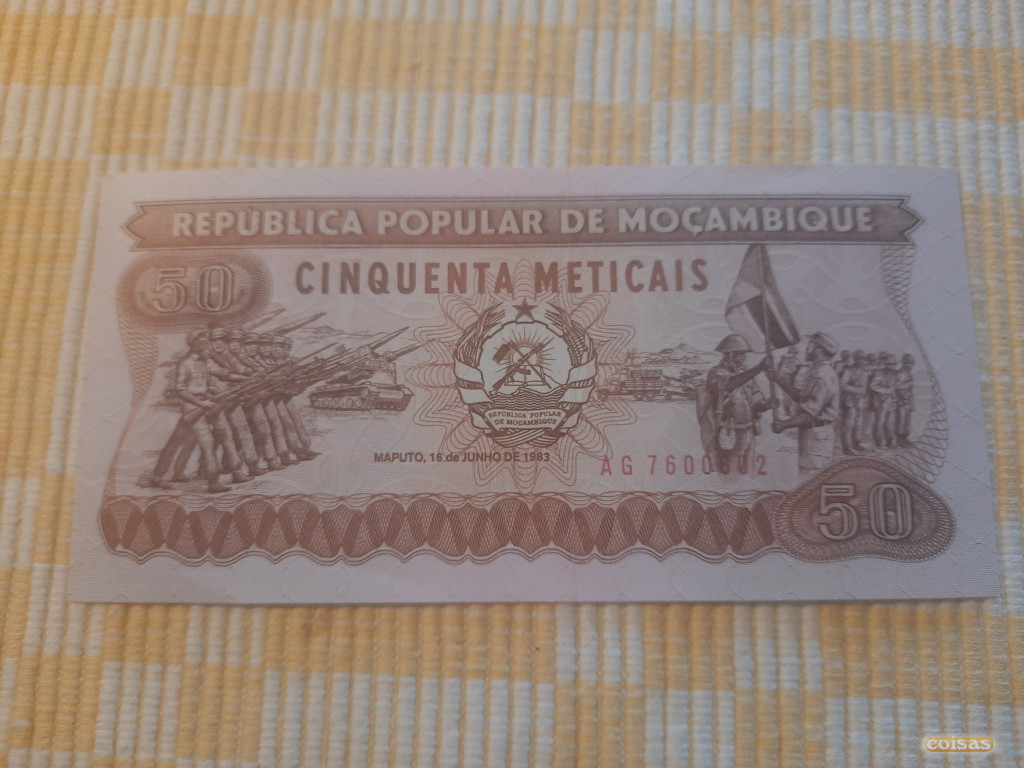 REPÚBLICA POPULAR DE MOÇAMBIQUE
50
CINQUENTA METICAIS
REPÚBLICA POPULAR
DE MOÇAMBIQUE
MAPUTO, 16 de JUNHO DE 1983
50
coisas